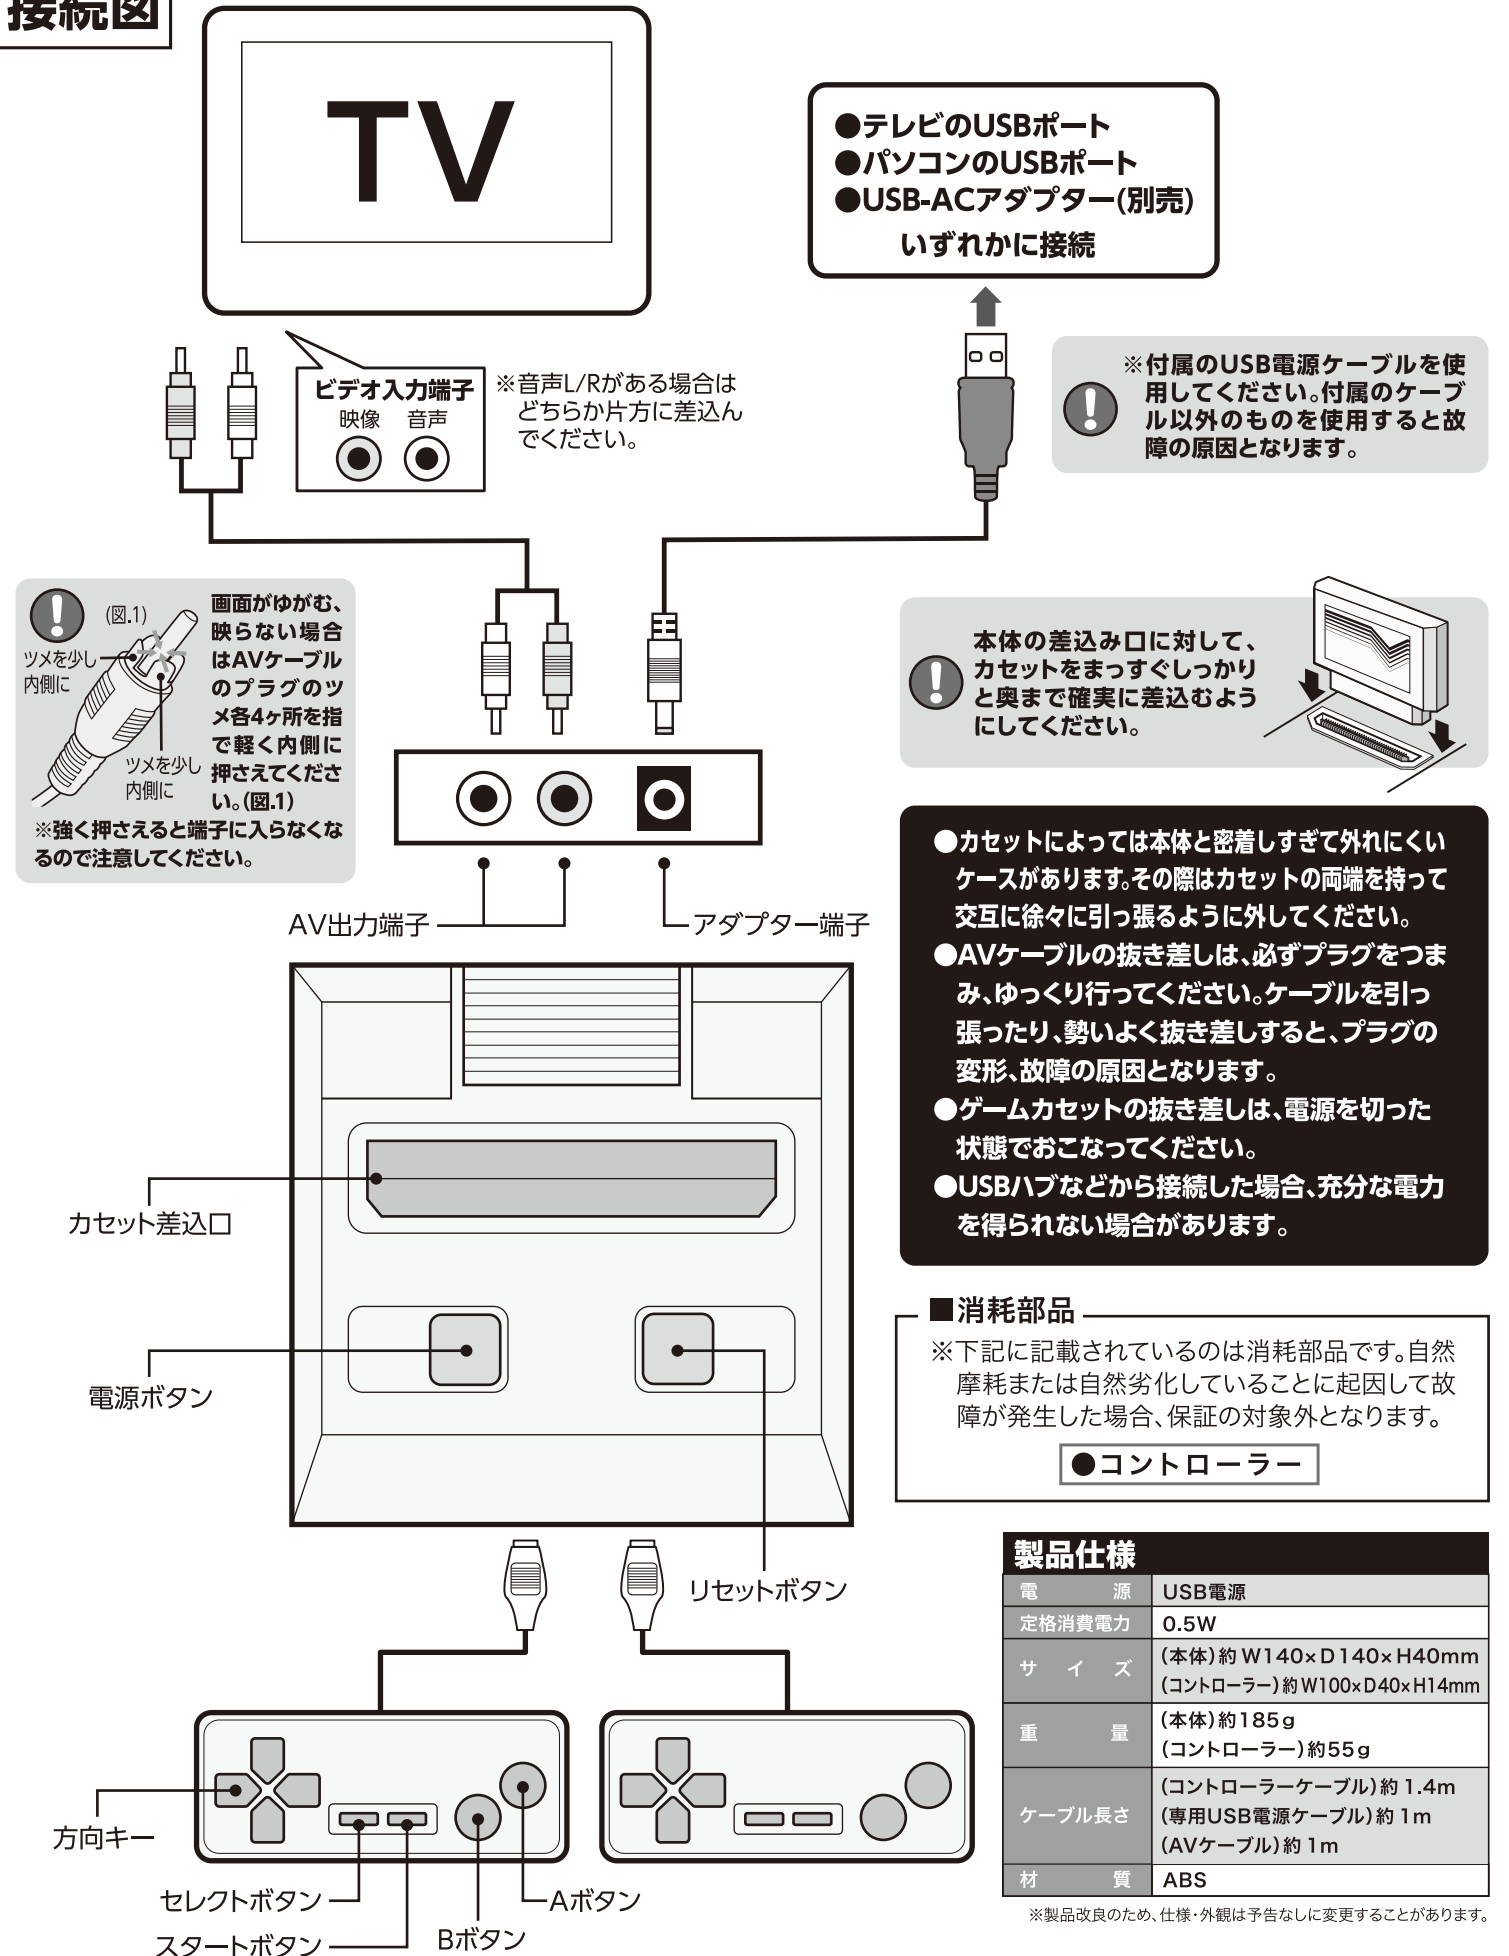 接続図
TV
●テレビのUSBポート
●パソコンのUSBポート
●USB-ACアダプター(別売)
いずれかに接続
ビデオ入力端子
映像 音声
※音声L/Rがある場合は
どちらか片方に差込ん
でください。
※付属のUSB電源ケーブルを使
用してください。付属のケーブ
ル以外のものを使用すると故
障の原因となります。
(図.1)
ツメを少し
内側に
ツメを少し
内側に
画面がゆがむ、
映らない場合
はAVケーブル
のプラグのツ
メ各4ヶ所を指
で軽く内側に
押さえてくださ
い。(図.1)
※強く押さえると端子に入らなくな
るので注意してください。
本体の差込み口に対して、
カセットをまっすぐしっかり
と奥まで確実に差込むよう
にしてください。
AV出力端子
アダプター端子
●カセットによっては本体と密着しすぎて外れにくい
ケースがあります。その際はカセットの両端を持って
交互に徐々に引っ張るように外してください。
●AVケーブルの抜き差しは、必ずプラグをつま
み、ゆっくり行ってください。ケーブルを引っ
張ったり、勢いよく抜き差しすると、プラグの
変形、故障の原因となります。
●ゲームカセットの抜き差しは、電源を切った
状態でおこなってください。
●USBハブなどから接続した場合、充分な電力
を得られない場合があります。
カセット差込口
電源ボタン
リセットボタン
■消耗部品
※下記に記載されているのは消耗部品です。自然
摩耗または自然劣化していることに起因して故
障が発生した場合、保証の対象外となります。
●コントローラー
方向キー
セレクトボタン
スタートボタン
Bボタン
Aボタン
製品仕様
電源 USB電源
定格消費電力 0.5W
サイズ (本体)約W140×D140×H40mm
(コントローラー)約W100×D40×H14mm
重量 (本体)約185g
(コントローラー)約55g
ケーブル長さ (コントローラーケーブル)約1.4m
(専用USB電源ケーブル)約1m
(AVケーブル)約1m
材質 ABS
※製品改良のため、仕様・外観は予告なしに変更することがあります。